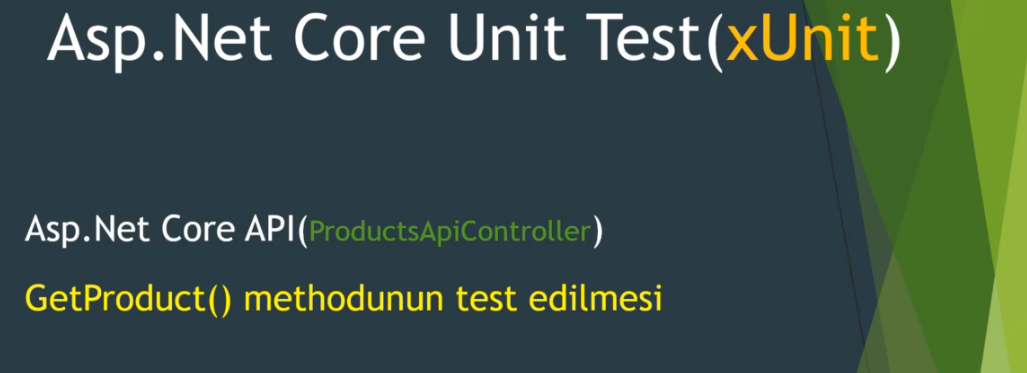 Asp.Net Core Unit Test(xUnit)
Asp.Net Core API(ProductsApiController)
GetProduct() methodunun test edilmesi